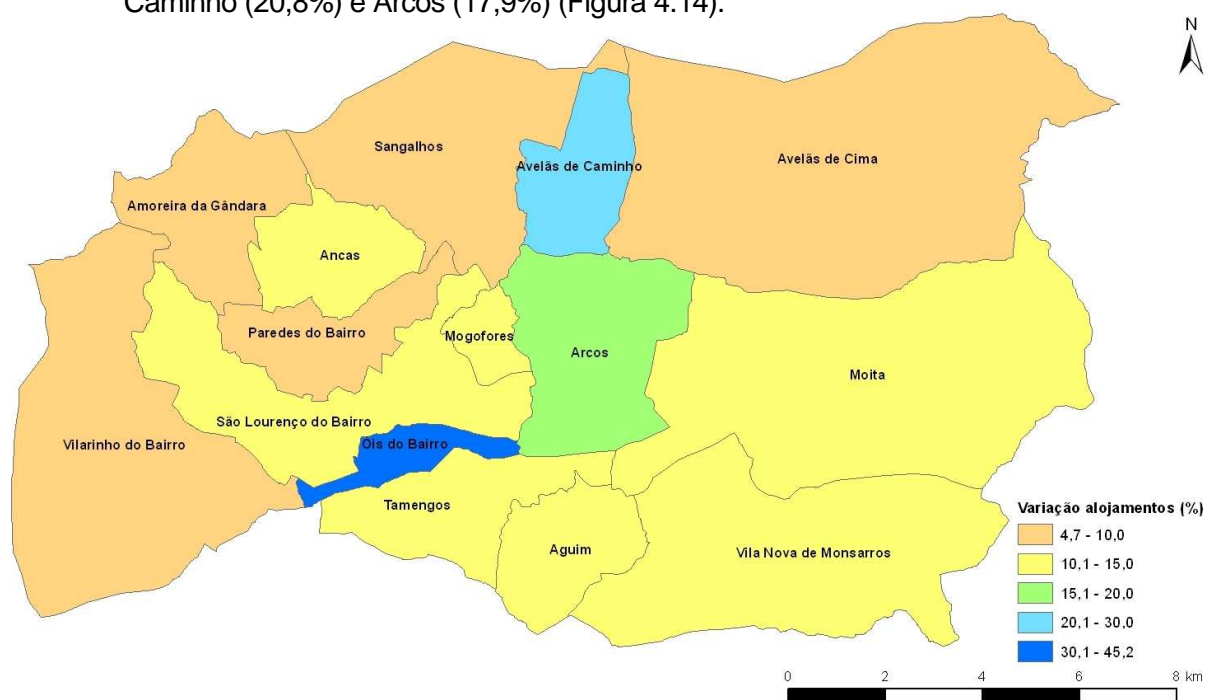 Caminho (20,8%) e Arcos (17,9%) (Figura 4.14).
N
Sangalhos
Avelãs de Caminho
Avelãs de Cima
Amoreira da Gândara
Ancas
Paredes do Bairro
Mogofores
Arcos
Moita
São Lourenço do Bairro
Vilarinho do Bairro
Óis do Bairro
Tamengos
Aguim
Vila Nova de Monsarros
Variação alojamentos (%)
4,7 - 10,0
10,1 - 15,0
15,1 - 20,0
20,1 - 30,0
30,1 - 45,2
0 2 4 6 8 km